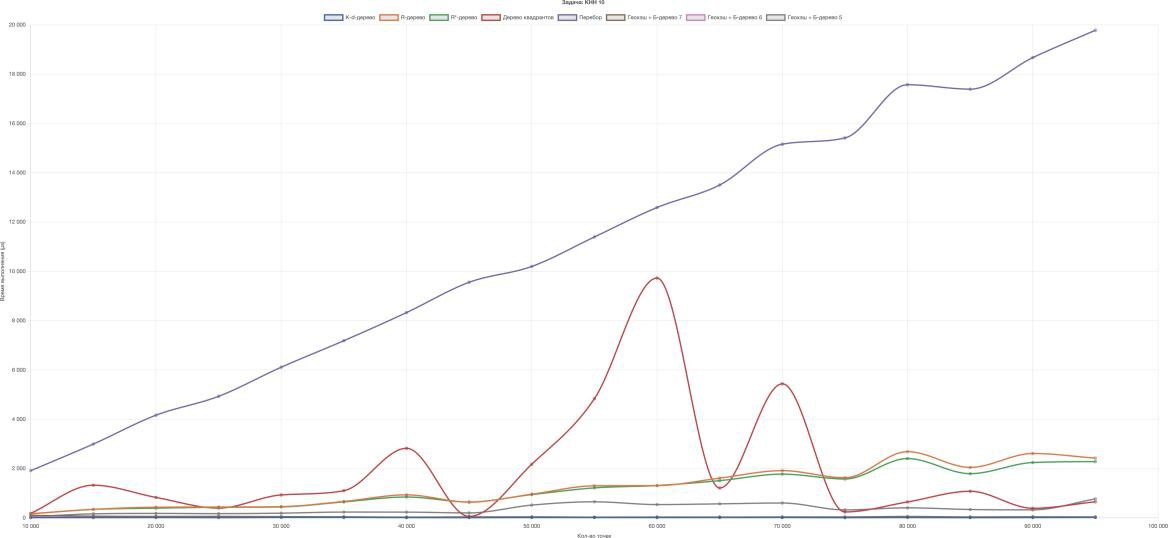 Задача: КНН 10
К-d-дерево R-дерево R*-дерево Дерево квадрантов Перебор Геохэш + Б-дерево 7 Геохэш + Б-дерево 6 Геохэш + Б-дерево 5
20 000
18 000
16 000
14 000
12 000
10 000
8 000
6 000
4 000
2 000
0
Время выполнения (μs)
10 000 20 000 30 000 40 000 50 000 60 000 70 000 80 000 90 000 100 000
Кол-во точек